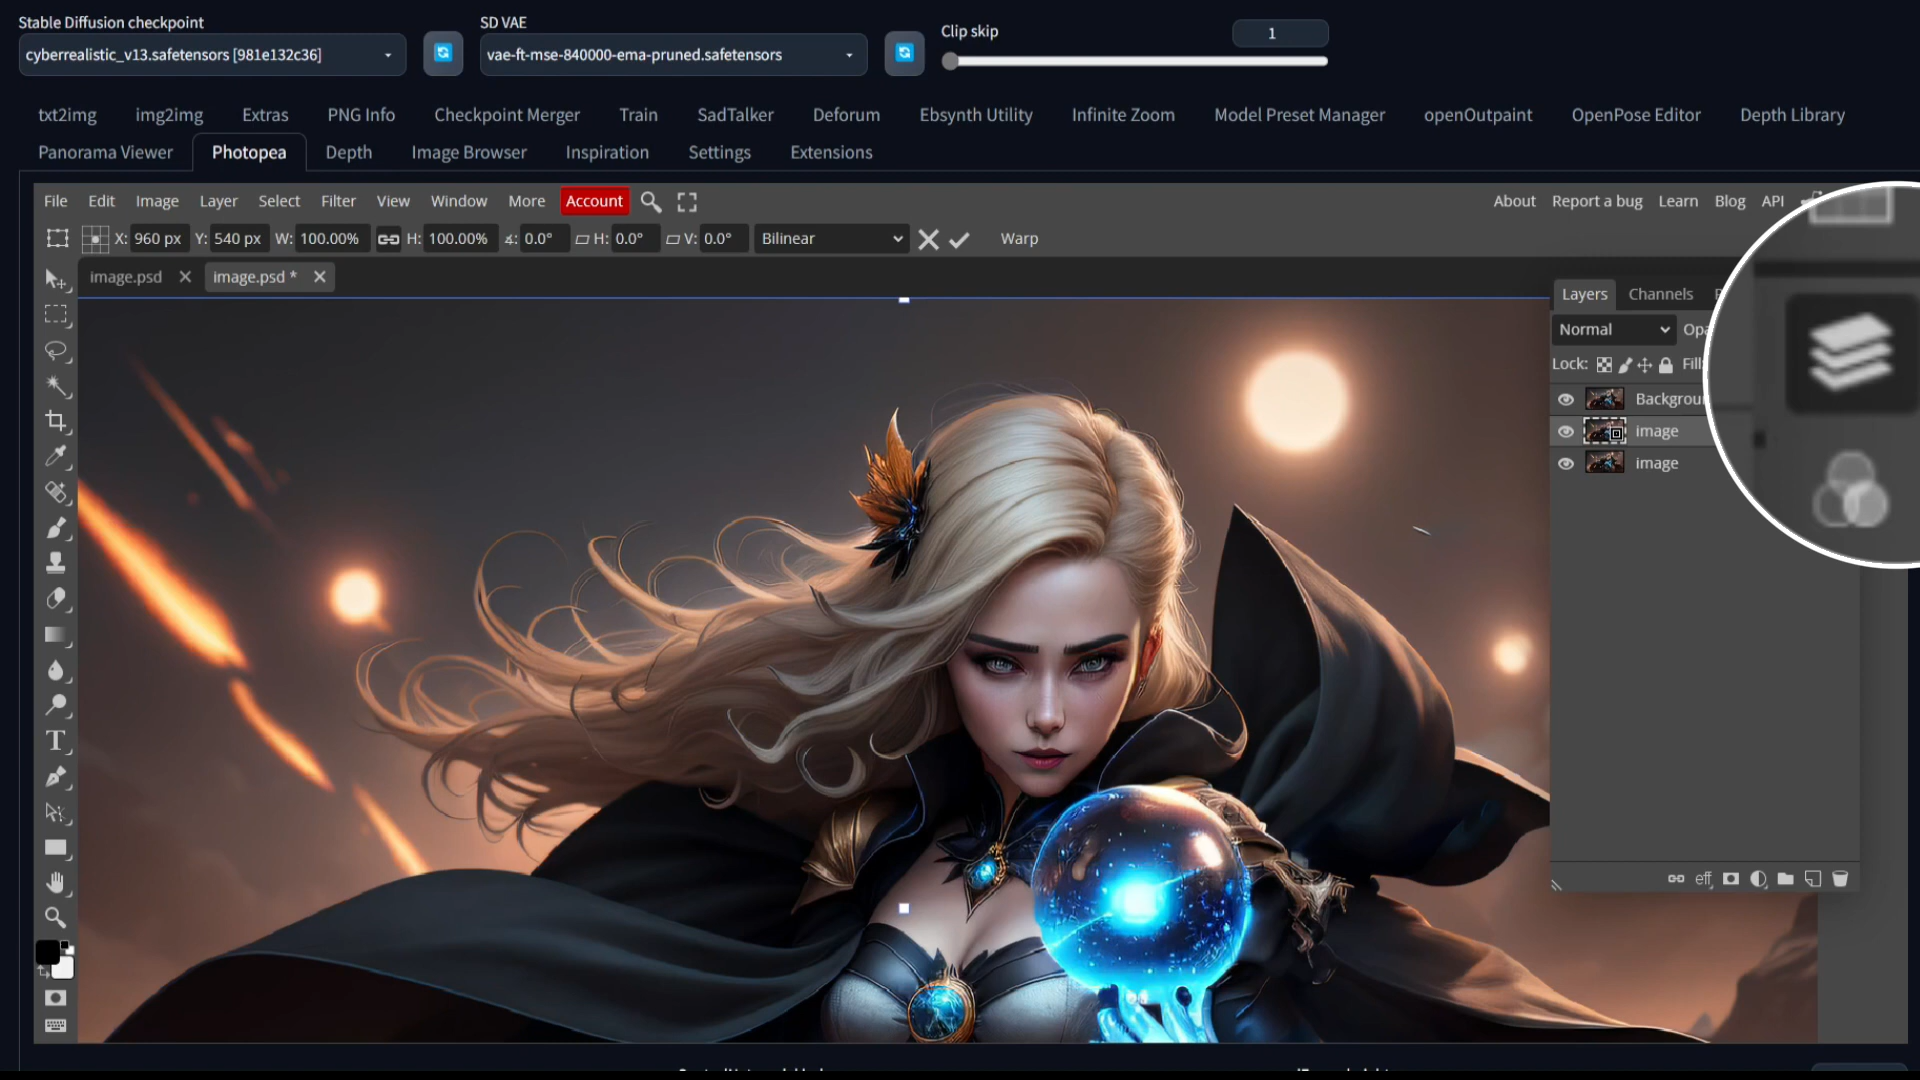 Stable Diffusion checkpoint
SD VAE
Clip skip
1
cyberrealistic_v13.safetensors [981e132c36]
vae-ft-mse-840000-ema-pruned.safetensors
txt2img img2img Extras PNG Info Checkpoint Merger Train SadTalker Deforum Ebsynth Utility Infinite Zoom Model Preset Manager openOutpaint OpenPose Editor Depth Library
Panorama Viewer Photopea Depth Image Browser Inspiration Settings Extensions
File Edit Image Layer Select Filter View Window More Account About Report a bug Learn Blog API
X: 960 px Y: 540 px W: 100.00% H: 100.00% ∡: 0.0° H: 0.0° V: 0.0° Bilinear Warp
image.psd image.psd *
Layers Channels
Normal
Lock:
image
image
eff
T